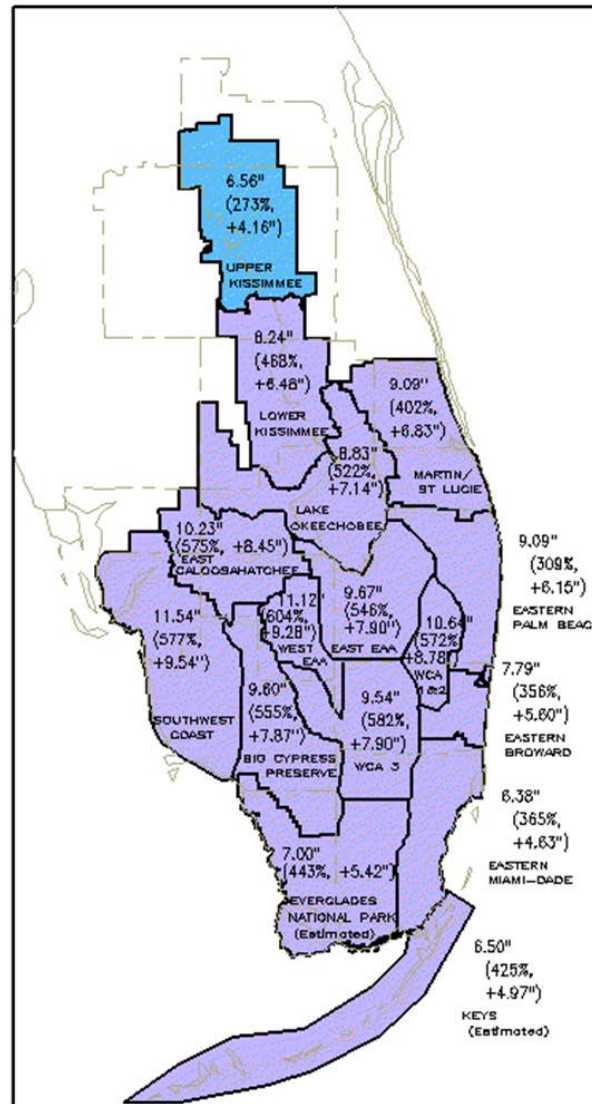 6.56"
(273%,
+4.16")
UPPER
KISSIMMEE
8.24"
(468%,
+6.48")
LOWER
KISSIMMEE
9.09"
(402%,
+6.83")
MARTIN/
ST LUCIE
8.83"
(522%,
+7.14")
LAKE
OKEECHOBEE
10.23"
(575%, +8.45")
EAST
CALOOSAHATCHEE
9.09"
(309%,
+6.15")
EASTERN
PALM BEAC
11.54"
(577%,
+9.54")
SOUTHWEST
COAST
11.12"
(604%,
+9.28")
WEST
EAA
9.67"
(546%,
+7.90")
EAST EAA
10.64"
(572%
+8.78"
WCA
1&2
7.79"
(356%,
+5.60")
EASTERN
BROWARD
9.60"
(555%,
+7.87")
BIG CYPRESS
PRESERVE
9.54"
(582%,
+7.90")
WCA 3
6.38"
(365%,
+4.63")
EASTERN
MIAMI-DADE
7.00"
(443%, +5.42")
EVERGLADES
NATIONAL PARK
(Estimated)
6.50"
(425%,
+4.97")
KEYS
(Estimated)